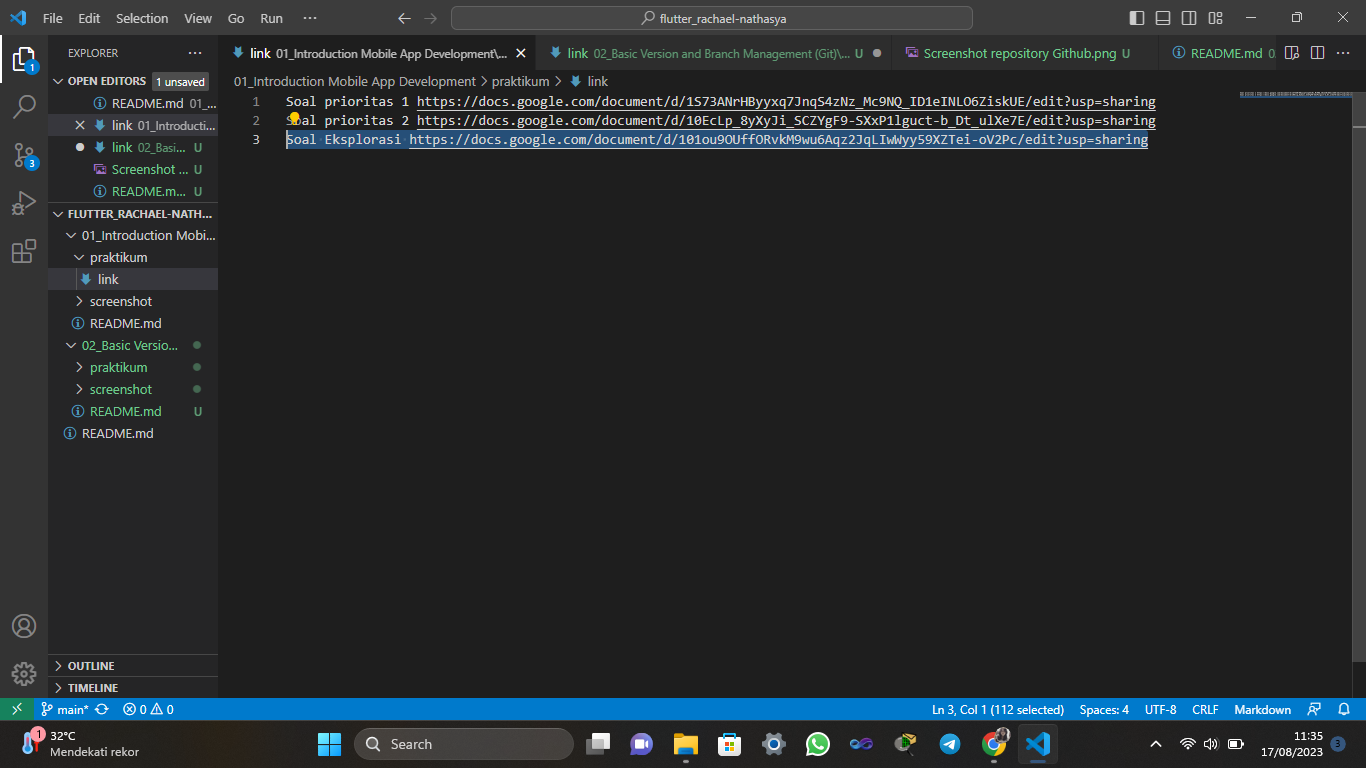 File Edit Selection View Go Run ··· flutter_rachael-nathasya
EXPLORER ···
OPEN EDITORS 1 unsaved
README.md 01_...
link 01_Introducti...
link 02_Basi... U
Screenshot ... U
README.m... U
FLUTTER_RACHAEL-NATH...
01_Introduction Mobi...
praktikum
link
screenshot
README.md
02_Basic Versio...
praktikum
screenshot
README.md U
README.md
OUTLINE
TIMELINE
link 01_Introduction Mobile App Development\... link 02_Basic Version and Branch Management (Git)\... U Screenshot repository Github.png U README.md 0
01_Introduction Mobile App Development > praktikum > link
1 Soal prioritas 1 https://docs.google.com/document/d/1S73ANrHByyxq7JnqS4zNz_Mc9NQ_ID1eINLO6ZiskUE/edit?usp=sharing
2 Soal prioritas 2 https://docs.google.com/document/d/10EcLp_8yXyJi_SCZYgF9-SXxP1lguct-b_Dt_ulXe7E/edit?usp=sharing
3 Soal Eksplorasi https://docs.google.com/document/d/101ou9OUffORvkM9wu6Aqz2JqLIwWyy59XZTei-oV2Pc/edit?usp=sharing
1
3
main* 0 0 Ln 3, Col 1 (112 selected) Spaces: 4 UTF-8 CRLF Markdown
1 32°C
Mendekati rekor
Search
11:35
17/08/2023 3